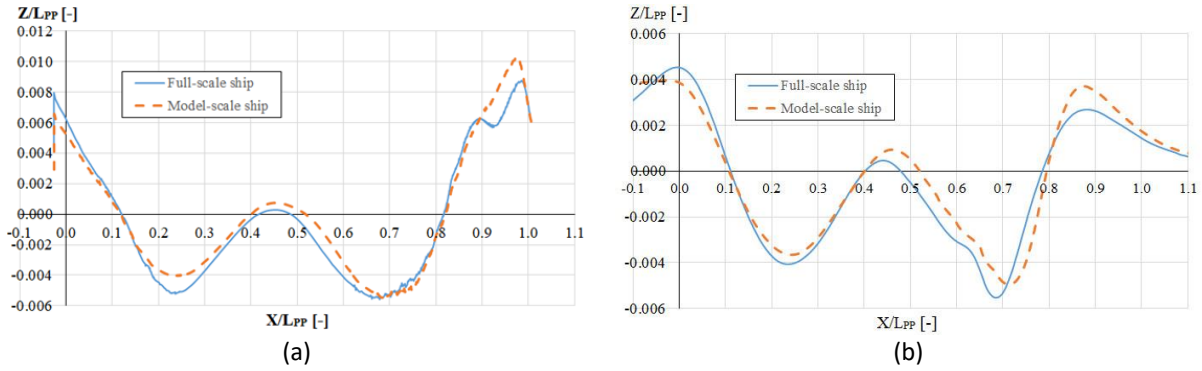 Z/LPP [-]
0.012
0.010
0.008
0.006
0.004
0.002
0.000
-0.002
-0.004
-0.006
-0.1 0.0 0.1 0.2 0.3 0.4 0.5 0.6 0.7 0.8 0.9 1.0 1.1
Full-scale ship
Model-scale ship
X/LPP [-]
(a)
Z/LPP [-]
0.006
0.004
0.002
0.000
-0.002
-0.004
-0.006
-0.1 0.0 0.1 0.2 0.3 0.4 0.5 0.6 0.7 0.8 0.9 1.0 1.1
Full-scale ship
Model-scale ship
X/LPP [-]
(b)